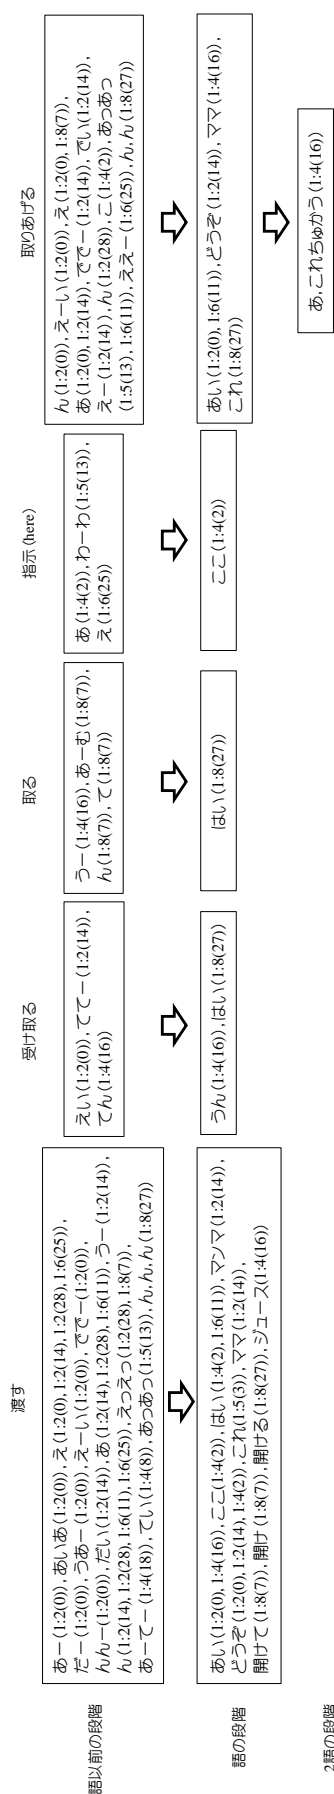 渡す
受け取る
取る
指示 (here)
取りあげる
語以前の段階
あー (1:2(0)), あいあ (1:2(0)), え (1:2(0), 1:2(14), 1:2(28), 1:6(25)),
だー (1:2(0)), うあー (1:2(0)), えーい (1:2(0)), でで一 (1:2(0)),
んんー (1:2(0)), だい (1:2(14)), あ (1:2(14), 1:2(28), 1:6(11)), うー (1:2(14)),
ん (1:2(14), 1:2(28), 1:6(11), 1:6(25)), えっえっ (1:2(28), 1:8(7)),
あーてー (1:4(18)), てい (1:4(8)), あっあっ (1:5(13)), ん, ん, ん (1:8(27))
えい (1:2(0)), てて一 (1:2(14)),
てん (1:4(16))
うー (1:4(16)), あーむ (1:8(7)),
ん (1:8(7)), て (1:8(7))
あ (1:4(2)), わーわ (1:5(13)),
え (1:6(25))
ん (1:2(0)), えーい (1:2(0)), え (1:2(0), 1:8(7)),
あ (1:2(0), 1:2(14)), でで一 (1:2(14)), でい (1:2(14)),
えー (1:2(14)), ん (1:2(28)), こ (1:4(2)), あっあっ
(1:5(13), 1:6(11)), ええー (1:6(25)), ん, ん (1:8(27))
語の段階
あい (1:2(0), 1:4(16)), ここ (1:4(2)), はい (1:4(2), 1:6(11)), マンマ (1:2(14)),
どうぞ (1:2(0), 1:2(14), 1:4(2)), これ (1:5(3)), ママ (1:2(14)),
開けて (1:8(7)), 開け (1:8(7)), 開ける (1:8(27)), ジュース (1:4(16))
うん (1:4(16)), はい (1:8(27))
はい (1:8(27))
ここ (1:4(2))
あい (1:2(0), 1:6(11)), どうぞ (1:2(14)), ママ (1:4(16)),
これ (1:8(27))
2語の段階
あ, これちゅかう (1:4(16))